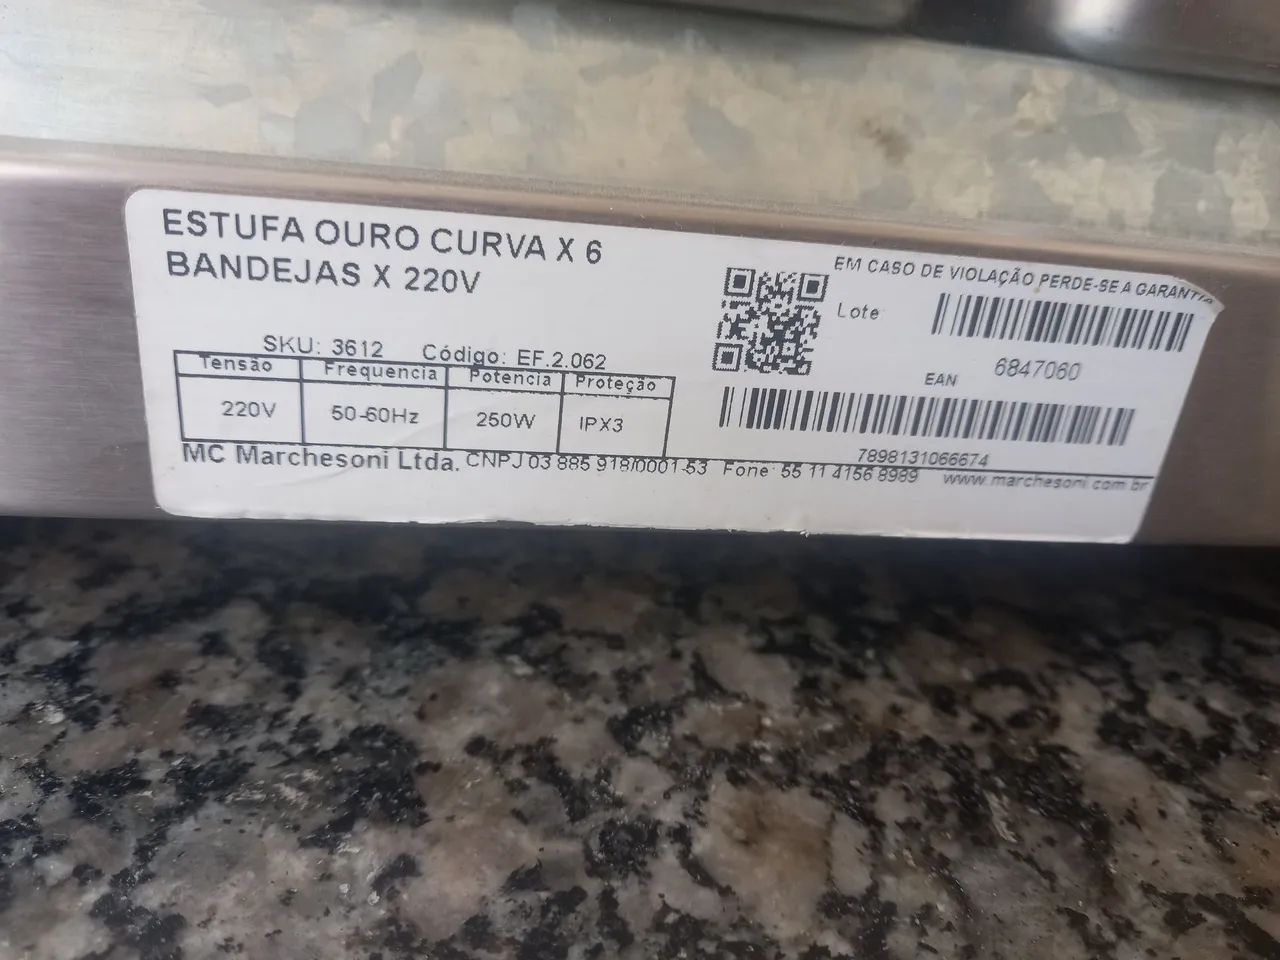 ESTUFA OURO CURVA X 6
BANDEJAS X 220V
SKU: 3612 Código: EF.2.062
Tensão Frequencia Potencia Proteção
220V 50-60Hz 250W IPX3
EM CASO DE VIOLAÇÃO PERDE-SE A GARANTIA
Lote
6847060
EAN
7898131066674
MC Marchesoni Ltda. CNPJ 03 885 918/0001-53 Fone: 55 11 4156 8989 www.marchesoni.com.br